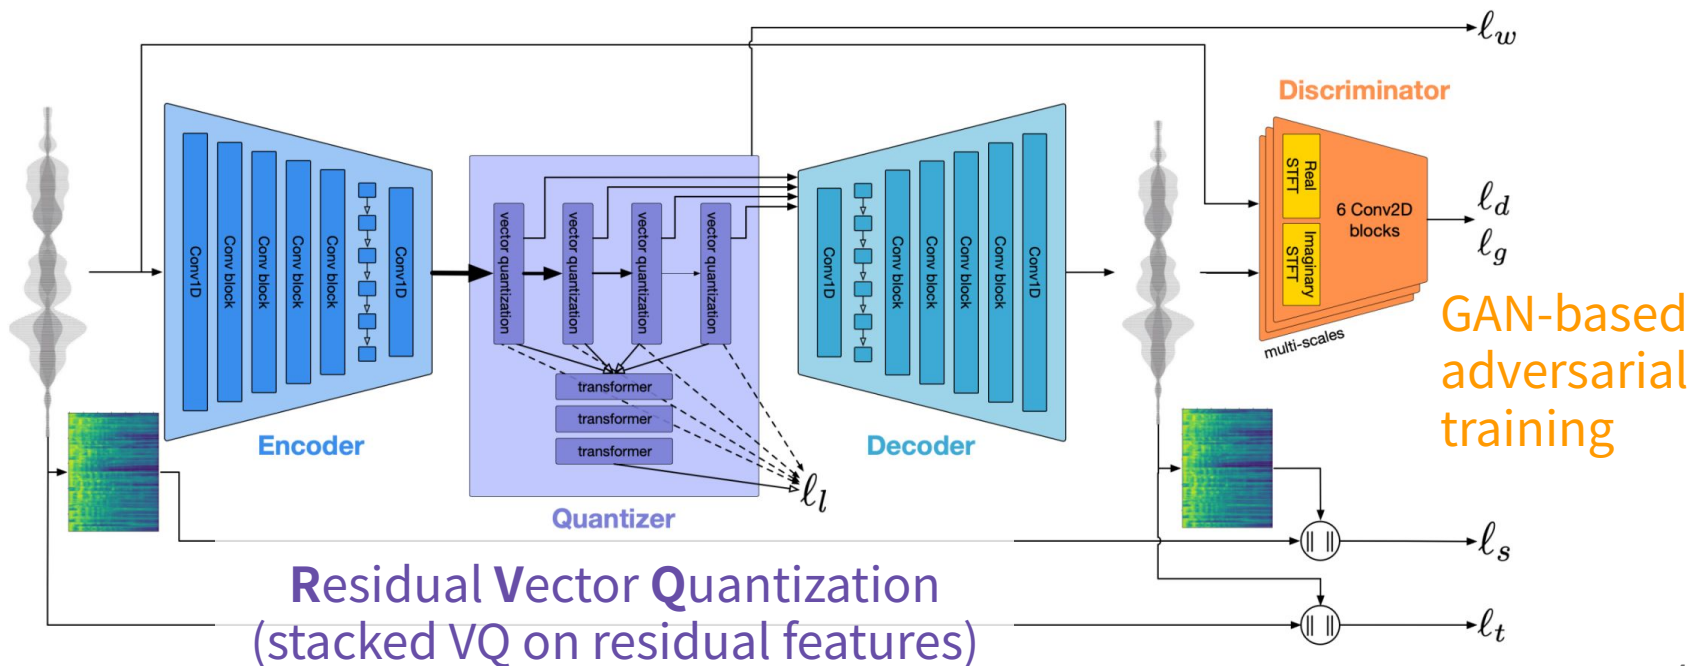 ℓw
Discriminator
Real STFT
Imaginary STFT
6 Conv2D
blocks
multi-scales
ℓd
ℓg
GAN-based
adversarial
training
Conv1D
Conv block
Conv block
Conv block
Conv block
Conv1D
Encoder
vector quantization
vector quantization
vector quantization
vector quantization
transformer
transformer
transformer
Quantizer
ℓl
Conv1D
Conv block
Conv block
Conv block
Conv block
Conv1D
Decoder
ℓs
Residual Vector Quantization
(stacked VQ on residual features)
ℓt